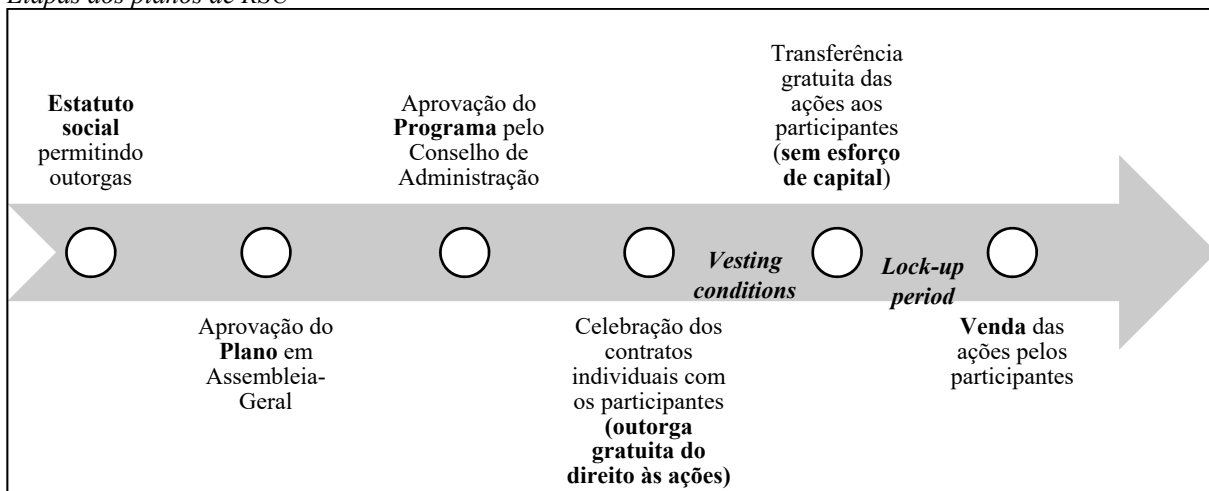 Etapas dos planos de RSU
Estatuto
social
permitindo
outorgas
Aprovação do
Plano em
Assembleia-
Geral
Aprovação do
Programa pelo
Conselho de
Administração
Celebração dos
contratos
individuais com
os participantes
(outorga
gratuita do
direito às ações)
Vesting
conditions
Transferência
gratuita das
ações aos
participantes
(sem esforço
de capital)
Lock-up
period
Venda das
ações pelos
participantes